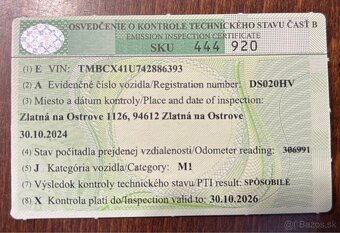 OSVEDČENIE O KONTROLE TECHNICKÉHO STAVU ČASŤ B
EMISSION INSPECTION CERTIFICATE
SKU 444 920
(1) E VIN: TMBCX41U742886393
(2) A Evidenčné číslo vozidla/Registration number: DS020HV
(3) Miesto a dátum kontroly/Place and date of inspection:
Zlatná na Ostrove 1126, 94612 Zlatná na Ostrove
30.10.2024
(4) Stav počítadla prejdenej vzdialenosti/Odometer reading: 306991
(5) J Kategória vozidla/Category: M1
(7) Výsledok kontroly technického stavu/PTI result: SPÔSOBILÉ
(8) X Kontrola platí do/Inspection valid to: 30.10.2026
Bazoš.sk